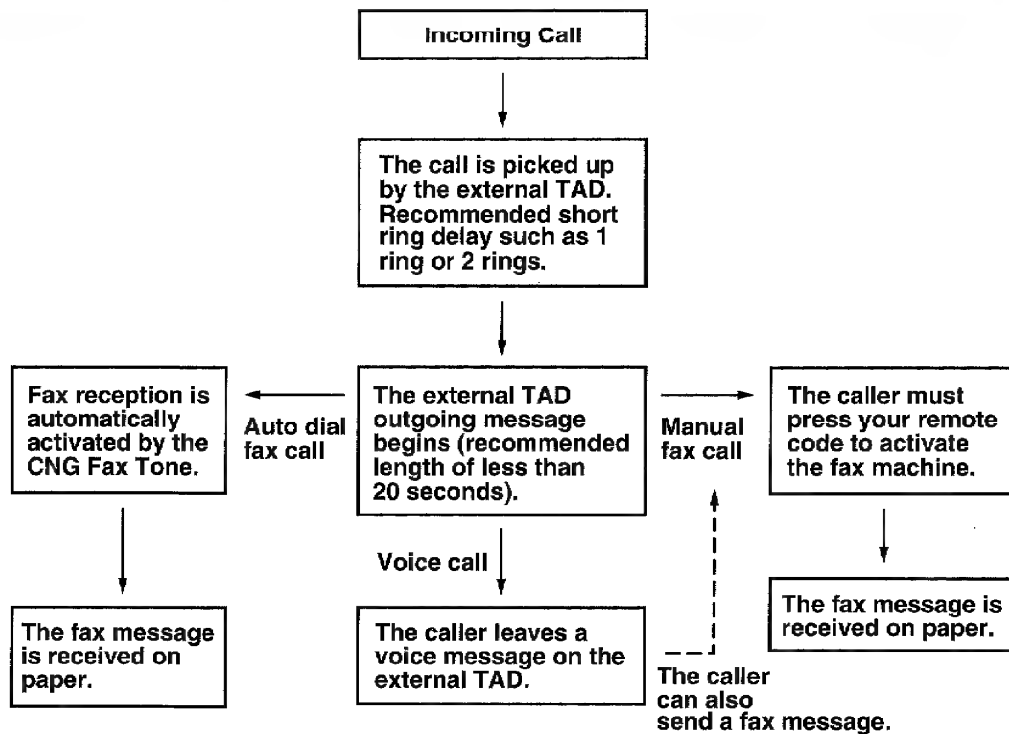 Incoming Call
The call is picked up
by the external TAD.
Recommended short
ring delay such as 1
ring or 2 rings.
Fax reception is
automatically
activated by the
CNG Fax Tone.
Auto dial
fax call
The external TAD
outgoing message
begins (recommended
length of less than
20 seconds).
Manual
fax call
The caller must
press your remote
code to activate
the fax machine.
Voice call
The fax message
is received on
paper.
The caller leaves a
voice message on the
external TAD.
The caller
can also
send a fax message.
The fax message is
received on paper.